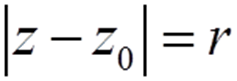 |z − z₀| = r